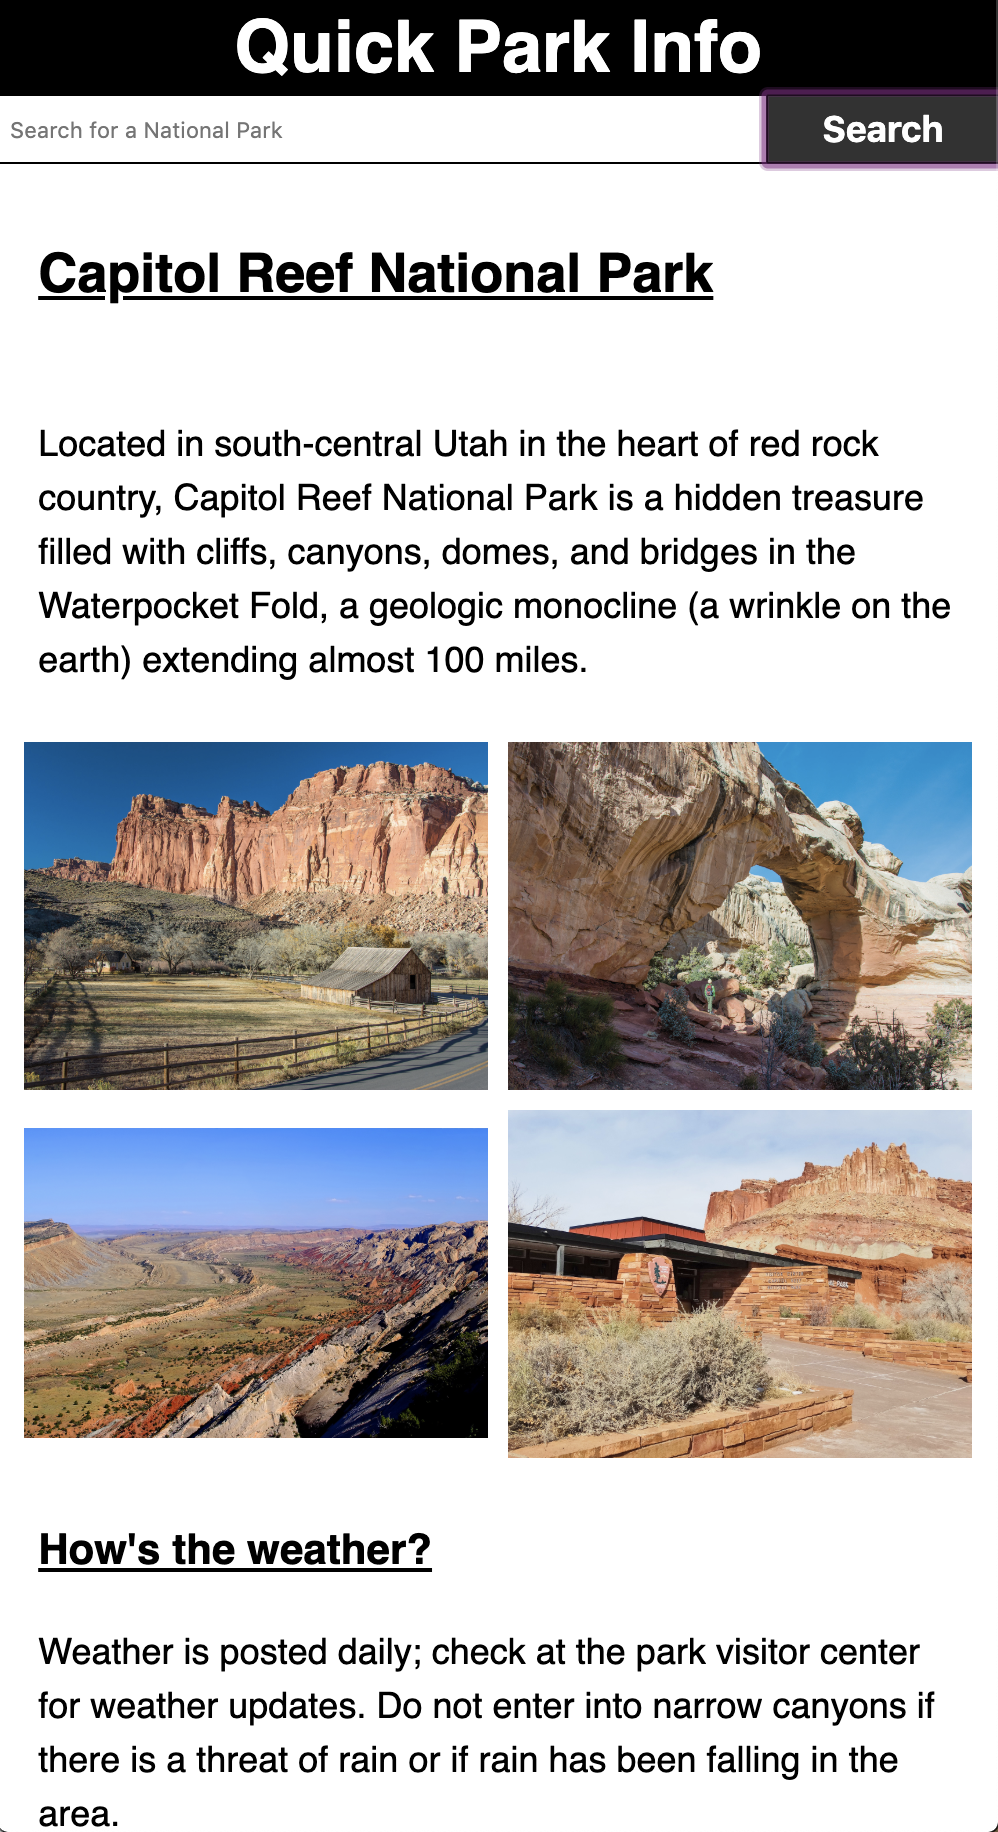 Quick Park Info
Search for a National Park
Search
Capitol Reef National Park
Located in south-central Utah in the heart of red rock
country, Capitol Reef National Park is a hidden treasure
filled with cliffs, canyons, domes, and bridges in the
Waterpocket Fold, a geologic monocline (a wrinkle on the
earth) extending almost 100 miles.
How's the weather?
Weather is posted daily; check at the park visitor center
for weather updates. Do not enter into narrow canyons if
there is a threat of rain or if rain has been falling in the
area.